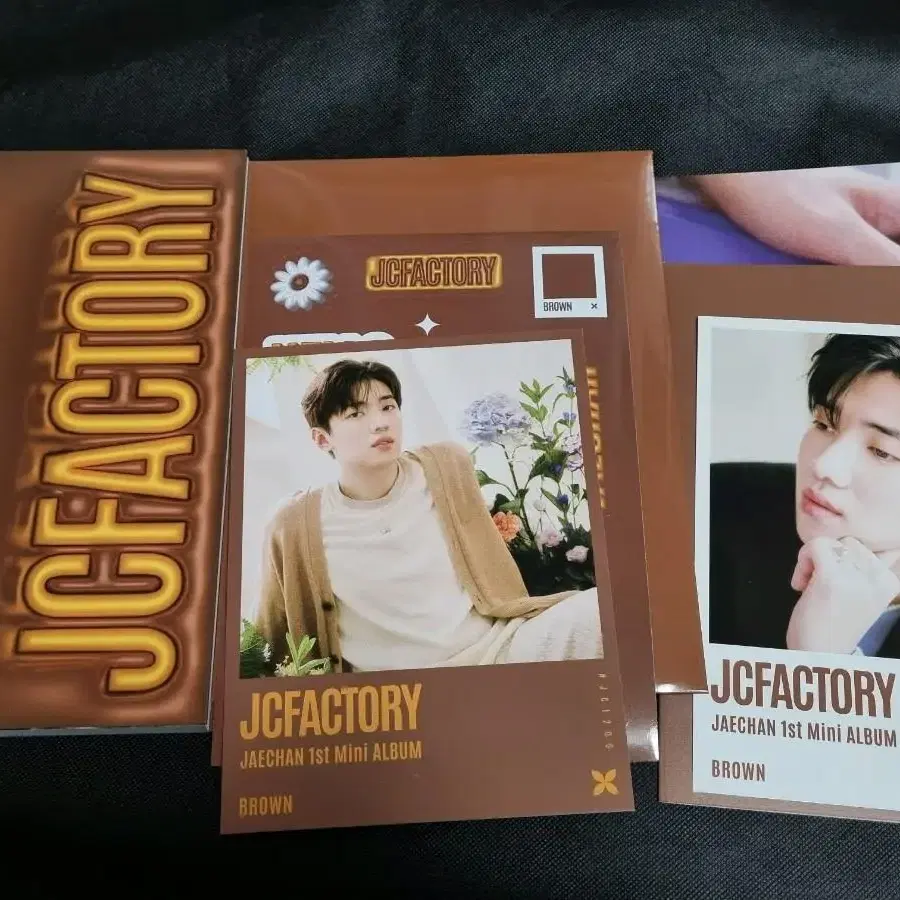 JCFACTORY
JCFACTORY
BROWN ×
JCFACTORY
JAECHAN 1st Mini ALBUM
BROWN
JCFACTORY
JAECHAN 1st Mini ALBUM
BROWN